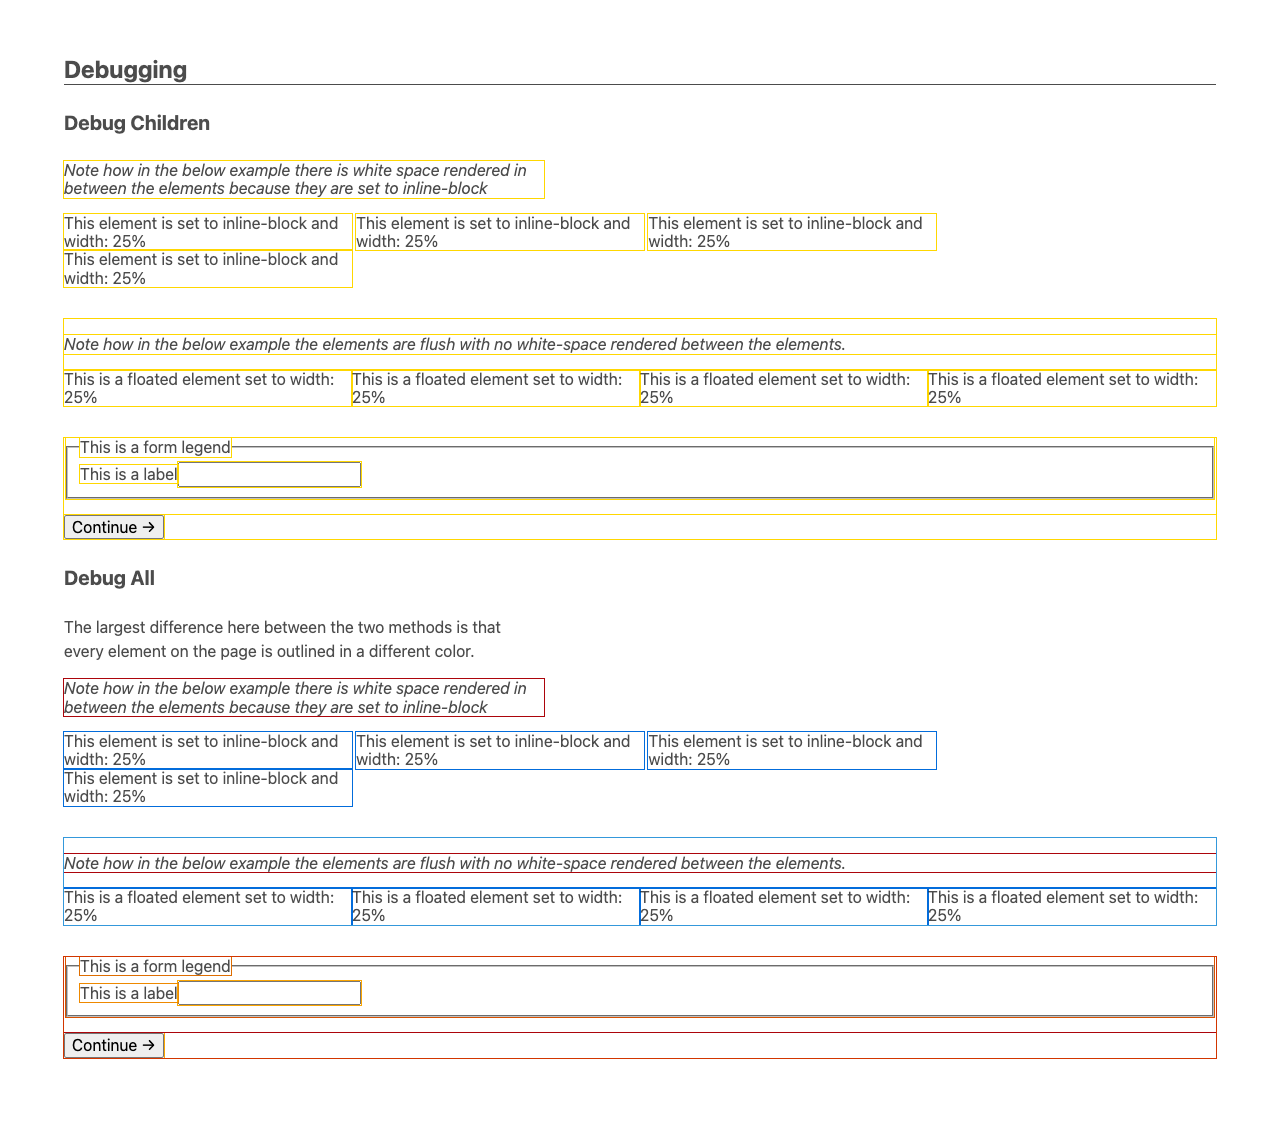 Debugging
Debug Children
Note how in the below example there is white space rendered in
between the elements because they are set to inline-block
This element is set to inline-block and
width: 25%
This element is set to inline-block and
width: 25%
This element is set to inline-block and
width: 25%
This element is set to inline-block and
width: 25%
Note how in the below example the elements are flush with no white-space rendered between the elements.
This is a floated element set to width:
25%
This is a floated element set to width:
25%
This is a floated element set to width:
25%
This is a floated element set to width:
25%
This is a form legend
This is a label
Continue →
Debug All
The largest difference here between the two methods is that
every element on the page is outlined in a different color.
Note how in the below example there is white space rendered in
between the elements because they are set to inline-block
This element is set to inline-block and
width: 25%
This element is set to inline-block and
width: 25%
This element is set to inline-block and
width: 25%
This element is set to inline-block and
width: 25%
Note how in the below example the elements are flush with no white-space rendered between the elements.
This is a floated element set to width:
25%
This is a floated element set to width:
25%
This is a floated element set to width:
25%
This is a floated element set to width:
25%
This is a form legend
This is a label
Continue →